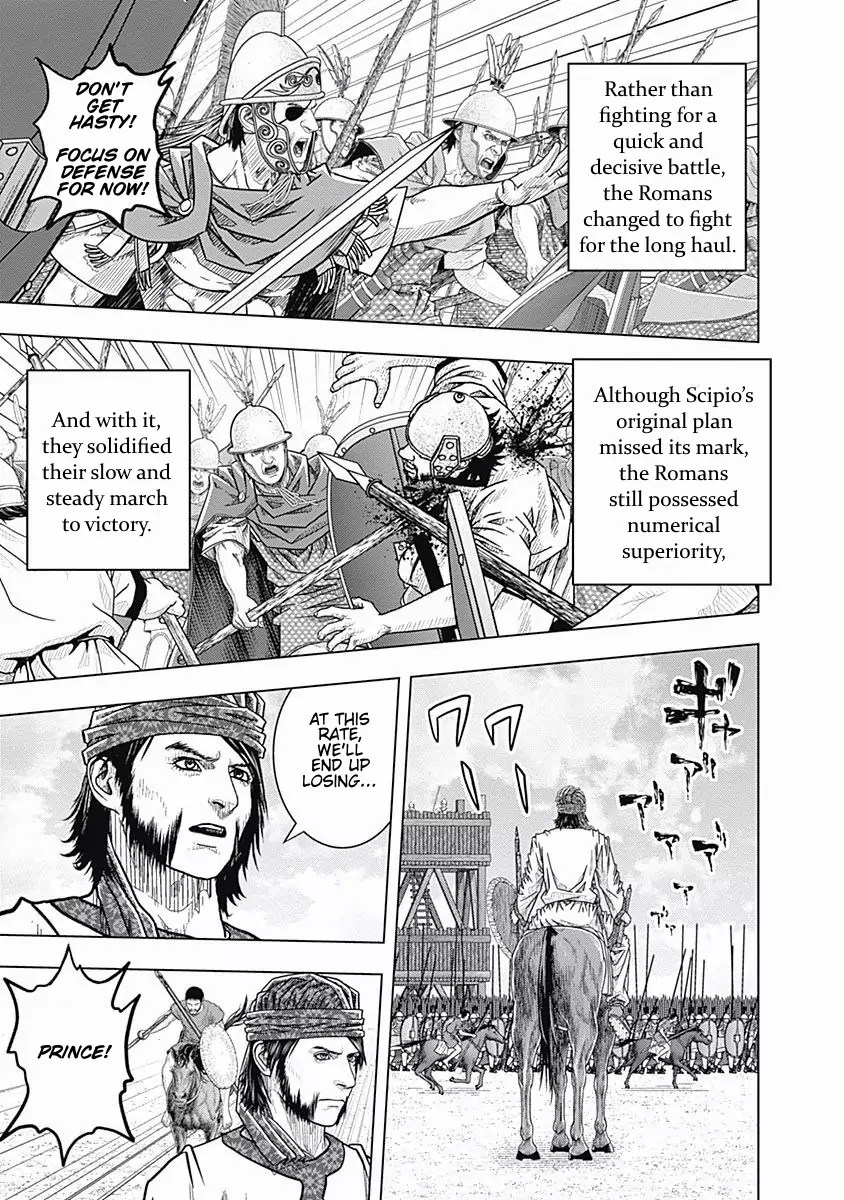 Rather than
fighting for a
quick and
decisive battle,
the Romans
changed to fight
for the long haul.
DON'T
GET
HASTY!
FOCUS ON
DEFENSE
FOR NOW!
Although Scipio's
original plan
missed its mark,
the Romans
still possessed
numerical
superiority,
And with it,
they solidified
their slow and
steady march
to victory.
AT THIS
RATE,
WE'LL
END UP
LOSING...
PRINCE!